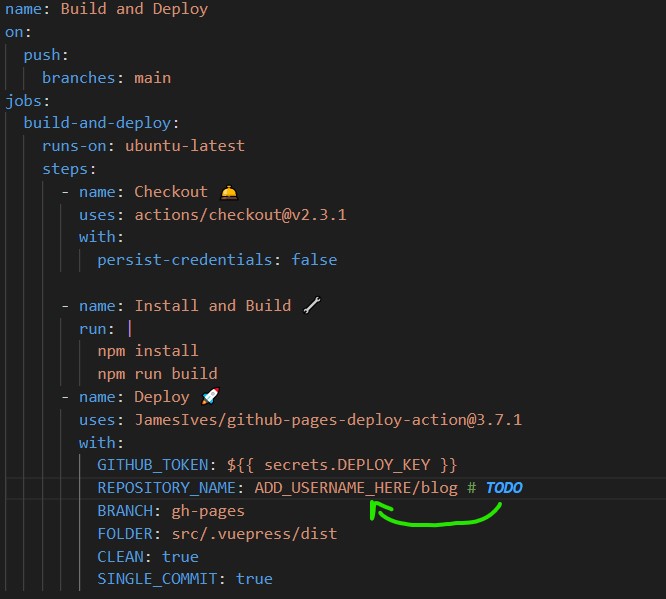 name: Build and Deploy
on:
  push:
    branches: main
jobs:
  build-and-deploy:
    runs-on: ubuntu-latest
    steps:
      - name: Checkout 🛎️
        uses: actions/checkout@v2.3.1
        with:
          persist-credentials: false

      - name: Install and Build 🔧
        run: |
          npm install
          npm run build
      - name: Deploy 🚀
        uses: JamesIves/github-pages-deploy-action@3.7.1
        with:
          GITHUB_TOKEN: ${{ secrets.DEPLOY_KEY }}
          REPOSITORY_NAME: ADD_USERNAME_HERE/blog # TODO
          BRANCH: gh-pages
          FOLDER: src/.vuepress/dist
          CLEAN: true
          SINGLE_COMMIT: true